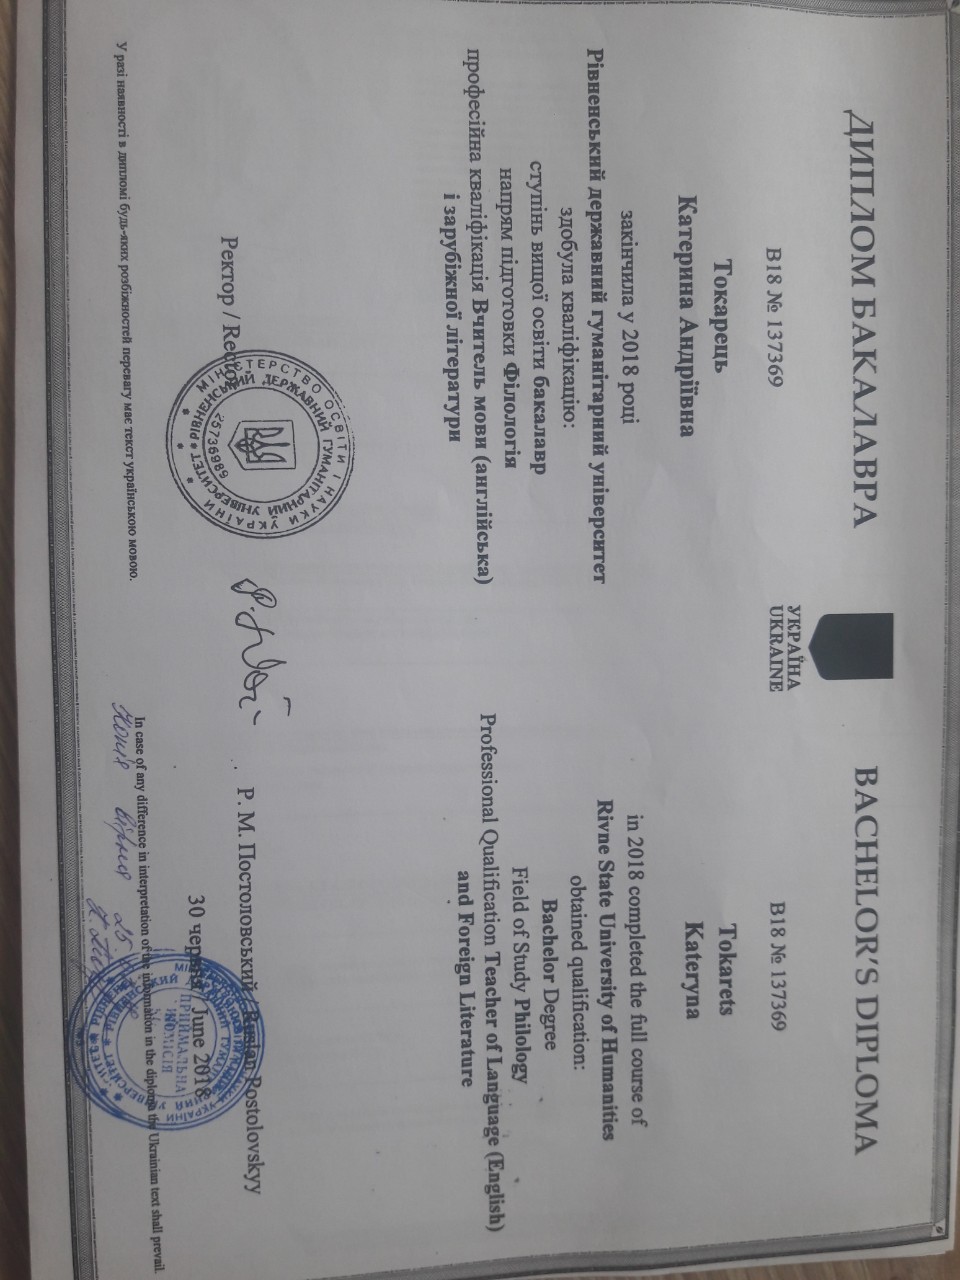 ДИПЛОМ БАКАЛАВРА
В18 № 137369
Токарець
Катерина Андріївна
закінчила у 2018 році
Рівненський державний гуманітарний університет
здобула кваліфікацію:
ступінь вищої освіти бакалавр
напрям підготовки Філологія
професійна кваліфікація Вчитель мови (англійська)
і зарубіжної літератури
УКРАЇНА
UKRAINE
BACHELOR'S DIPLOMA
B18 № 137369
Tokarets
Kateryna
in 2018 completed the full course of
Rivne State University of Humanities
obtained qualification:
Bachelor Degree
Field of Study Philology
Professional Qualification Teacher of Language (English)
and Foreign Literature
Ректор / Rector
МІНІСТЕРСТВО ОСВІТИ І НАУКИ УКРАЇНИ
РІВНЕНСЬКИЙ ДЕРЖАВНИЙ ГУМАНІТАРНИЙ УНІВЕРСИТЕТ
25736989
Р. М. Постоловський / Ruslan Postolovskyy
30 червня / June 2018
У разі наявності в дипломі будь-яких розбіжностей перевагу має текст українською мовою.
In case of any difference in interpretation of the information in the diploma the Ukrainian text shall prevail.
Копія вірна
ПРИЙМАЛЬНА
КОМІСІЯ